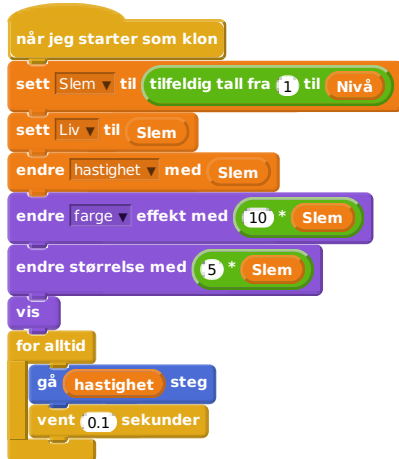 når jeg starter som klon
sett Slem til tilfeldig tall fra 1 til Nivå
sett Liv til Slem
endre hastighet med Slem
endre farge effekt med 10 * Slem
endre størrelse med 5 * Slem
vis
for alltid
gå hastighet steg
vent 0.1 sekunder